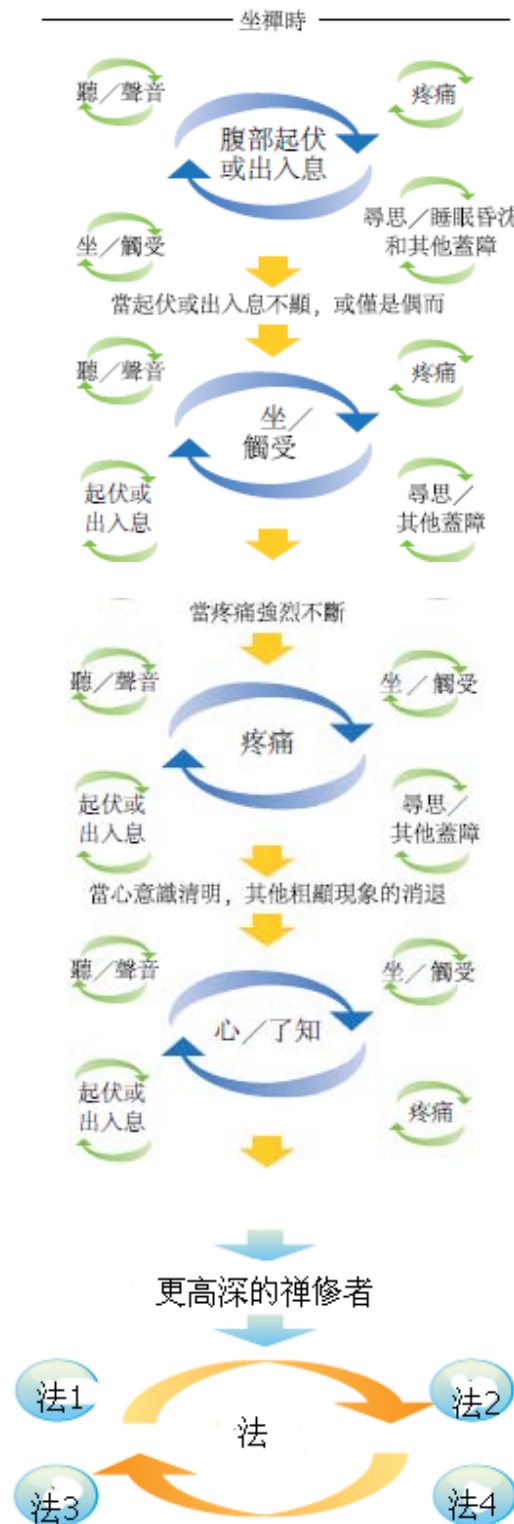 坐禪時
聽／聲音
疼痛
腹部起伏
或出入息
坐／觸受
尋思／睡眠昏沈
和其他蓋障
當起伏或出入息不顯，或僅是偶而
聽／聲音
疼痛
坐／
觸受
起伏或
出入息
尋思／
其他蓋障
當疼痛強烈不斷
聽／聲音
坐／觸受
疼痛
起伏或
出入息
尋思／
其他蓋障
當心意識清明，其他粗顯現象的消退
聽／聲音
坐／觸受
心／了知
起伏或
出入息
疼痛
更高深的禅修者
法1
法2
法
法3
法4